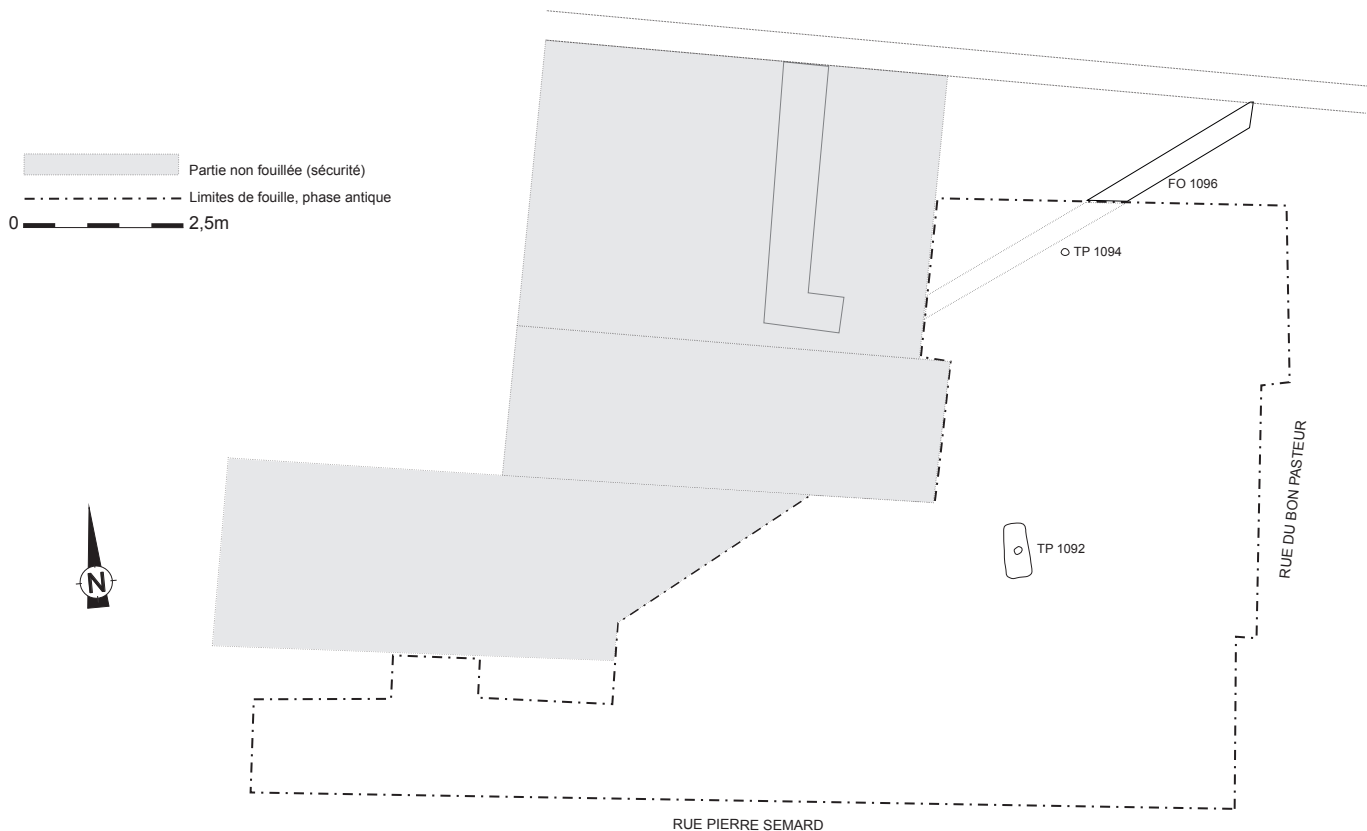 Partie non fouillée (sécurité)
Limites de fouille, phase antique
0 2,5m
FO 1096
TP 1094
TP 1092
RUE DU BON PASTEUR
N
RUE PIERRE SEMARD